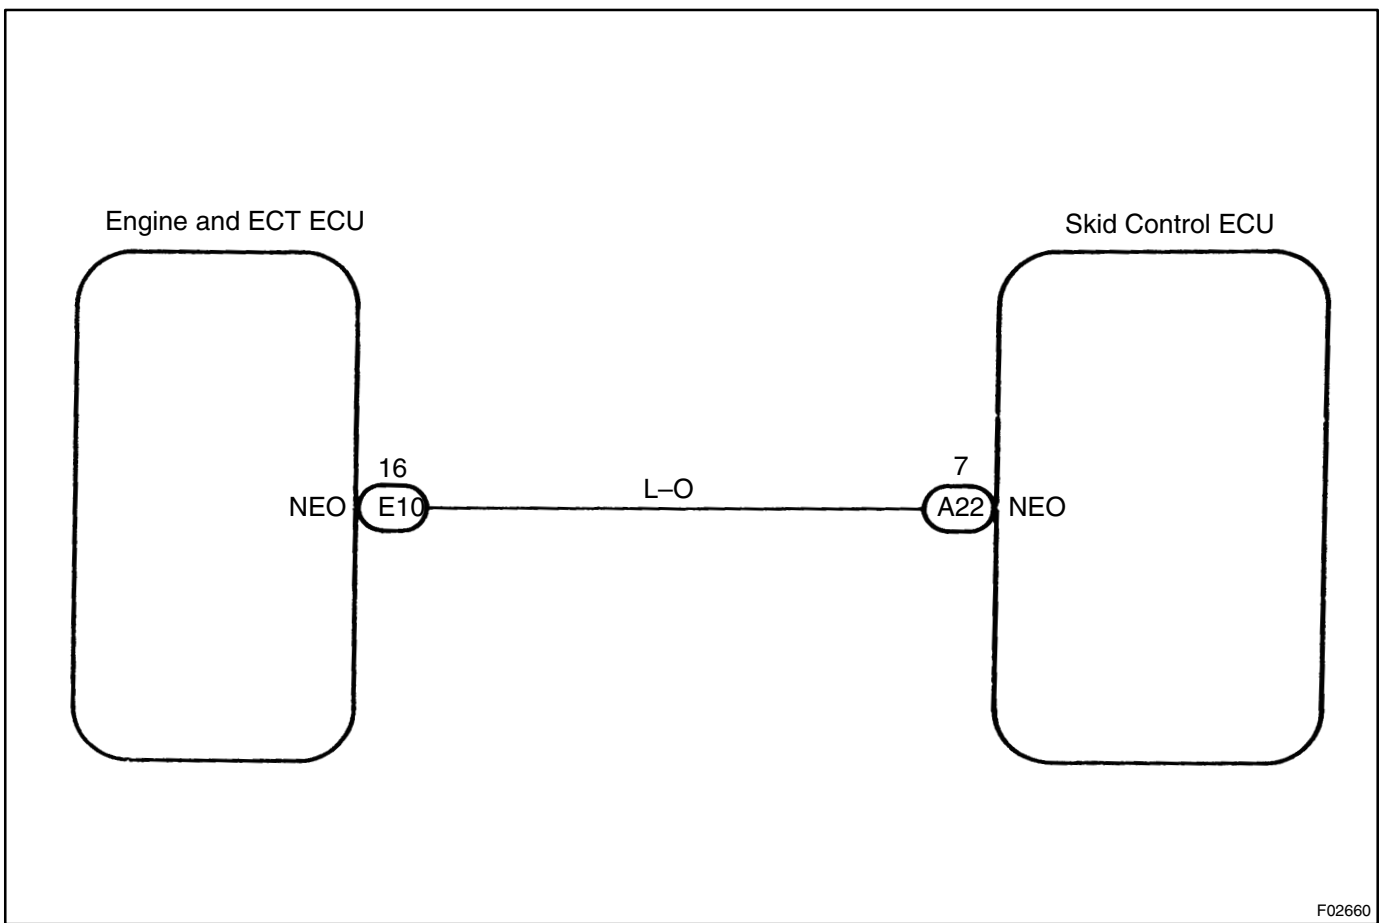 Engine and ECT ECU
Skid Control ECU
16
7
L–O
NEO
E10
A22
NEO
F02660